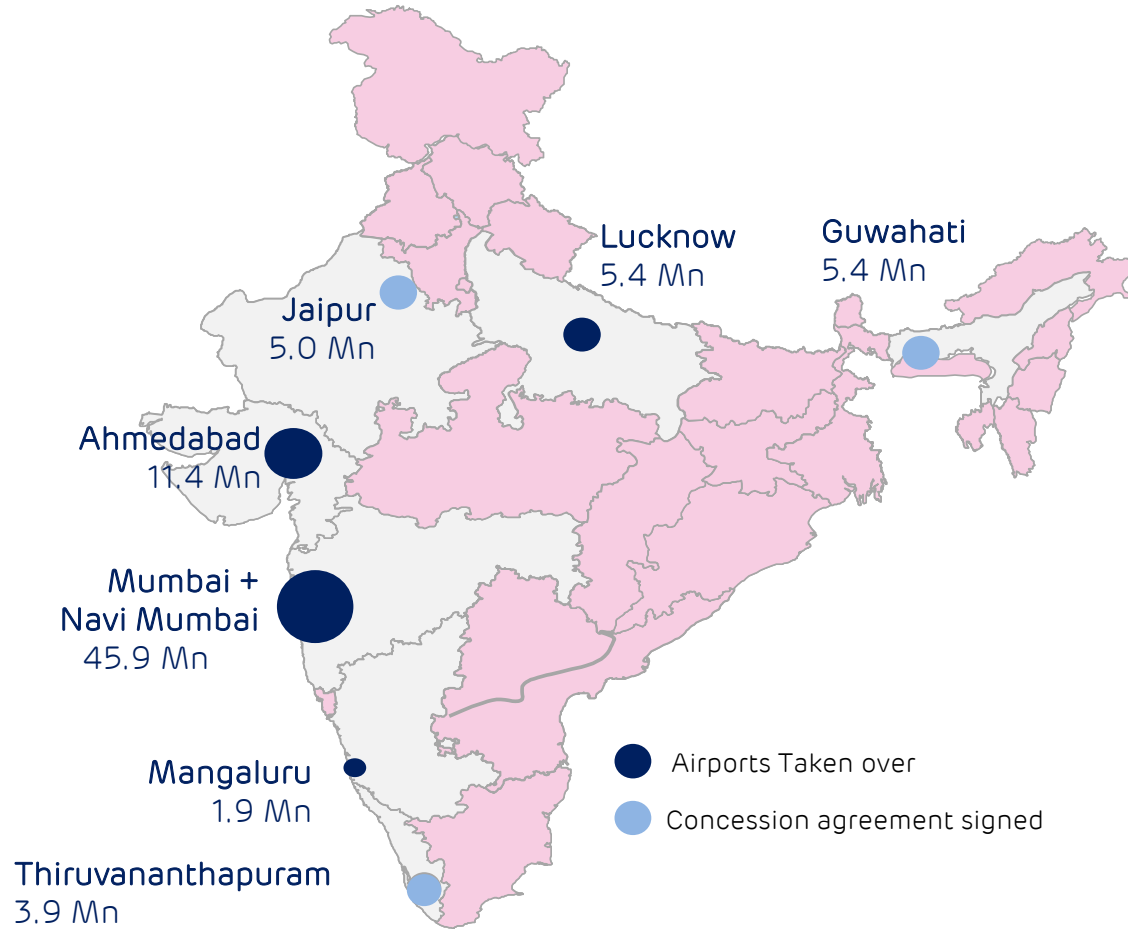 Lucknow
5.4 Mn
Guwahati
5.4 Mn
Jaipur
5.0 Mn
Ahmedabad
11.4 Mn
Mumbai +
Navi Mumbai
45.9 Mn
Mangaluru
1.9 Mn
Thiruvananthapuram
3.9 Mn
Airports Taken over
Concession agreement signed